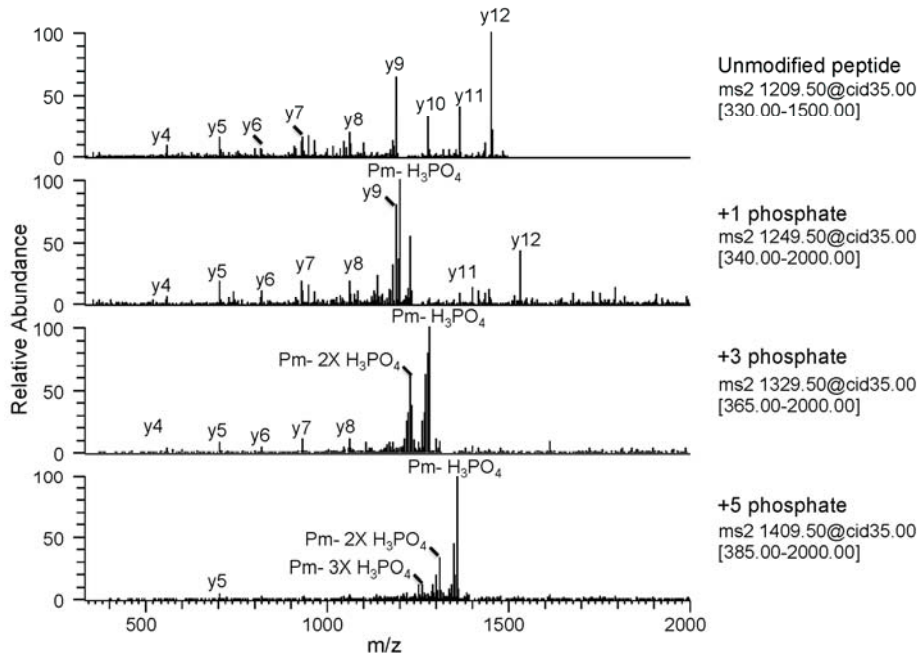 Relative Abundance
100
50
0
y4
y5
y6
y7
y8
y9
y10
y11
y12
Unmodified peptide
ms2 1209.50@cid35.00
[330.00-1500.00]
100
50
0
y4
y5
y6
y7
y8
y9
Pm- H₃PO₄
y11
y12
+1 phosphate
ms2 1249.50@cid35.00
[340.00-2000.00]
100
50
0
y4
y5
y6
y7
y8
Pm- 2X H₃PO₄
Pm- H₃PO₄
+3 phosphate
ms2 1329.50@cid35.00
[365.00-2000.00]
100
50
0
y5
Pm- 3X H₃PO₄
Pm- 2X H₃PO₄
Pm- H₃PO₄
+5 phosphate
ms2 1409.50@cid35.00
[385.00-2000.00]
500
1000
1500
2000
m/z